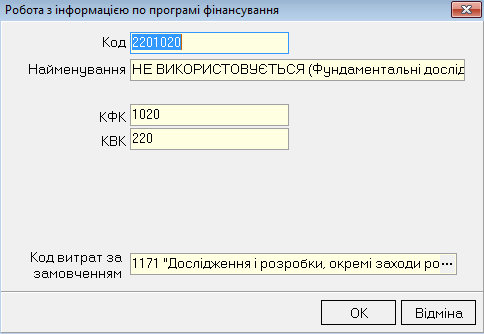 Робота з інформацією по програмі фінансування
Код 2201020
Найменування НЕ ВИКОРИСТОВУЄТЬСЯ (Фундаментальні дослід
КФК 1020
КВК 220
Код витрат за
замовченням
1171 "Дослідження і розробки, окремі заходи ро ...
OK Відміна